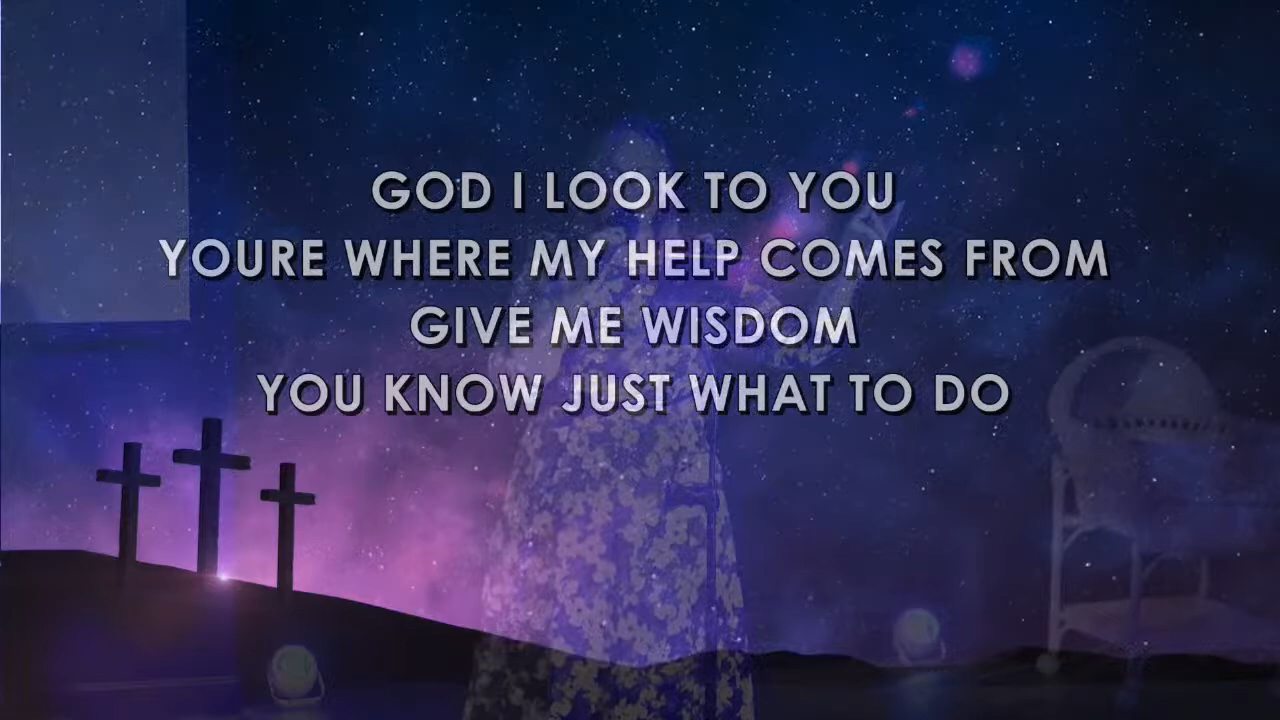 GOD I LOOK TO YOU
YOURE WHERE MY HELP COMES FROM
GIVE ME WISDOM
YOU KNOW JUST WHAT TO DO